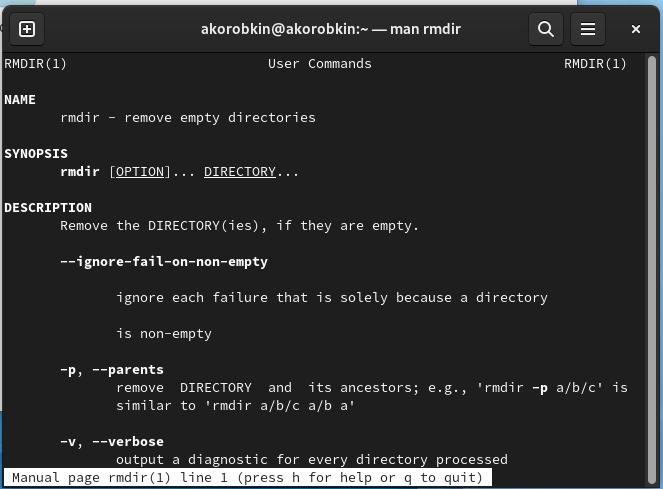 akorobkin@akorobkin:~ — man rmdir
RMDIR(1) User Commands RMDIR(1)
NAME
rmdir - remove empty directories
SYNOPSIS
rmdir [OPTION]... DIRECTORY...
DESCRIPTION
Remove the DIRECTORY(ies), if they are empty.
--ignore-fail-on-non-empty
ignore each failure that is solely because a directory
is non-empty
-p, --parents
remove DIRECTORY and its ancestors; e.g., 'rmdir -p a/b/c' is
similar to 'rmdir a/b/c a/b a'
-v, --verbose
output a diagnostic for every directory processed
Manual page rmdir(1) line 1 (press h for help or q to quit)